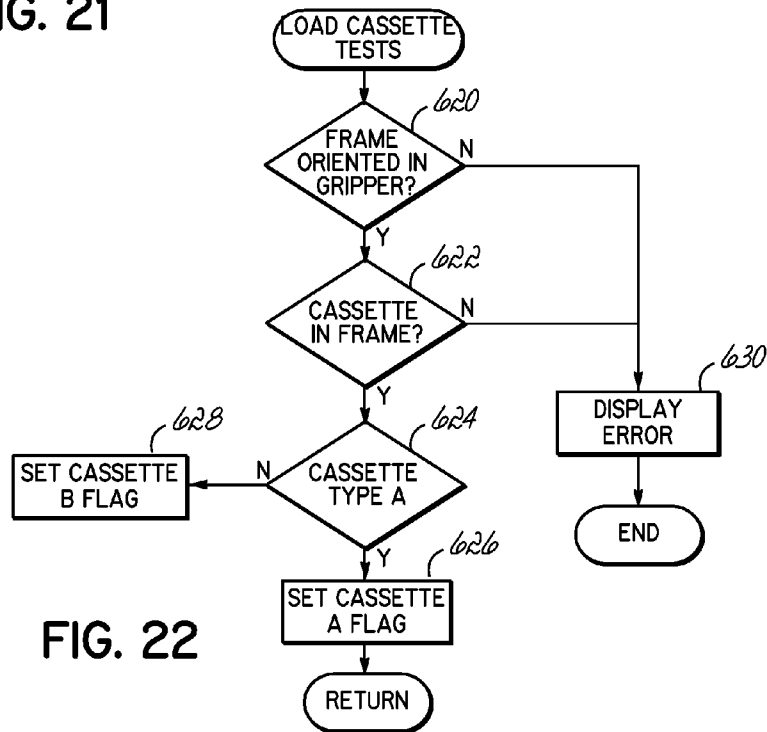 IG. 21
LOAD CASSETTE
TESTS
620
FRAME
ORIENTED IN
GRIPPER?
N
Y
622
CASSETTE
IN FRAME?
N
Y
630
DISPLAY
ERROR
628
624
SET CASSETTE
B FLAG
N
CASSETTE
TYPE A
END
Y
626
SET CASSETTE
A FLAG
FIG. 22
RETURN